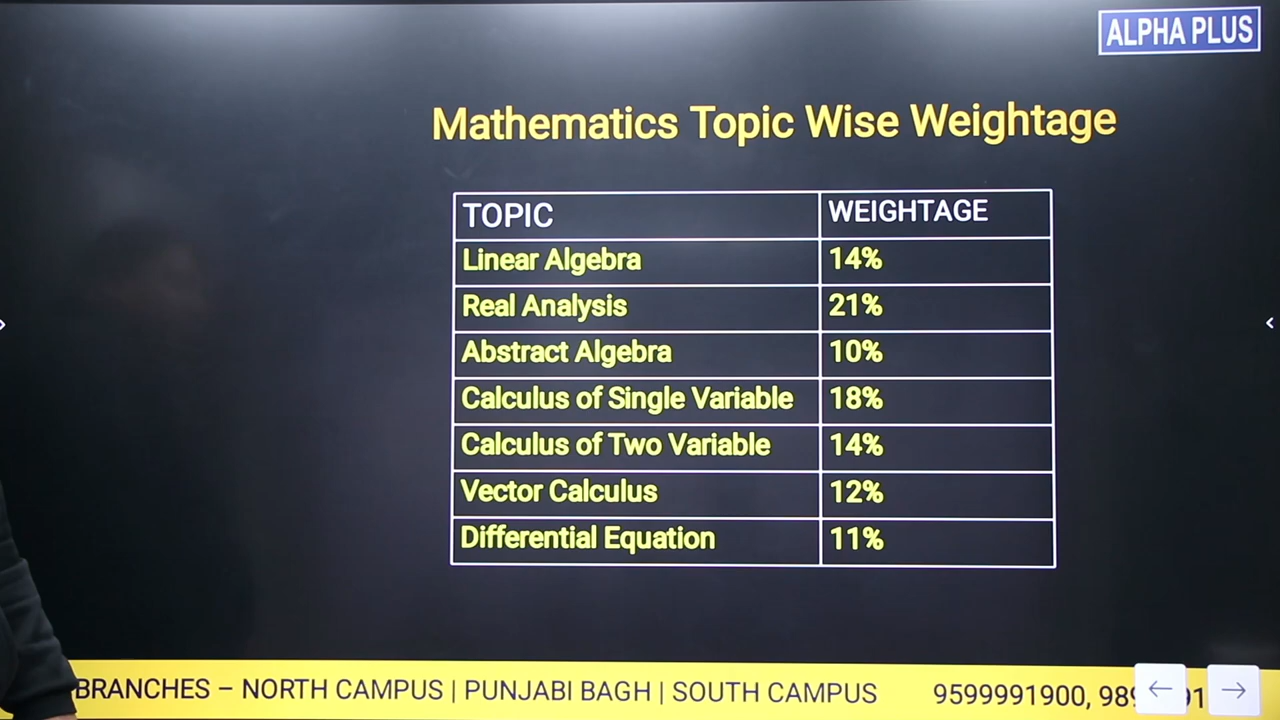 ALPHA PLUS
Mathematics Topic Wise Weightage
TOPIC WEIGHTAGE
Linear Algebra 14%
Real Analysis 21%
Abstract Algebra 10%
Calculus of Single Variable 18%
Calculus of Two Variable 14%
Vector Calculus 12%
Differential Equation 11%
BRANCHES – NORTH CAMPUS | PUNJABI BAGH | SOUTH CAMPUS 9599991900,